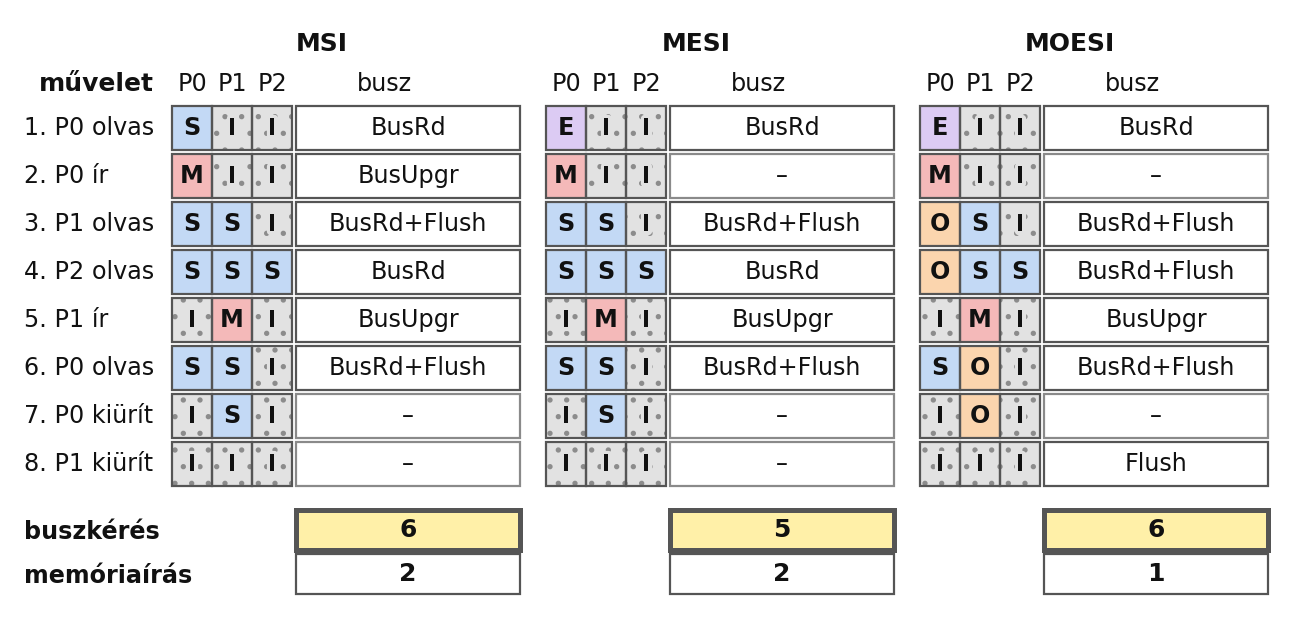 MSI MESI MOESI
művelet P0 P1 P2 busz P0 P1 P2 busz P0 P1 P2 busz
1. P0 olvas S I I BusRd E I I BusRd E I I BusRd
2. P0 ír M I I BusUpgr M I I – M I I –
3. P1 olvas S S I BusRd+Flush S S I BusRd+Flush O S I BusRd+Flush
4. P2 olvas S S S BusRd S S S BusRd O S S BusRd+Flush
5. P1 ír I M I BusUpgr I M I BusUpgr I M I BusUpgr
6. P0 olvas S S I BusRd+Flush S S I BusRd+Flush S O I BusRd+Flush
7. P0 kiürít I S I – I S I – I O I –
8. P1 kiürít I I I – I I I – I I I Flush
buszkérés 6 5 6
memóriaírás 2 2 1